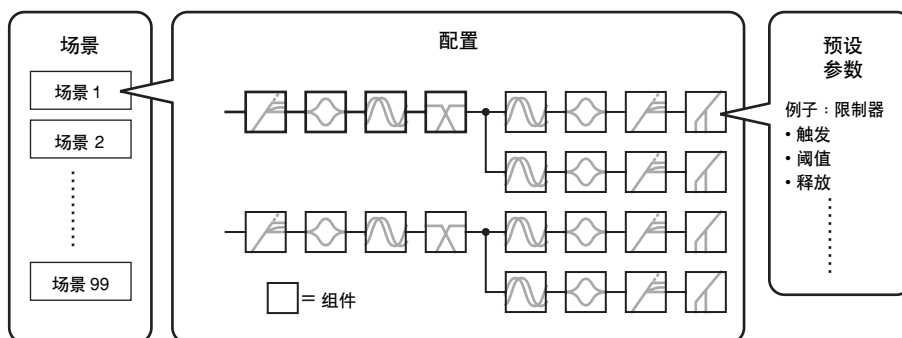 场景
场景 1
场景 2
场景 99
配置
= 组件
预设
参数
例子：限制器
• 触发
• 阈值
• 释放